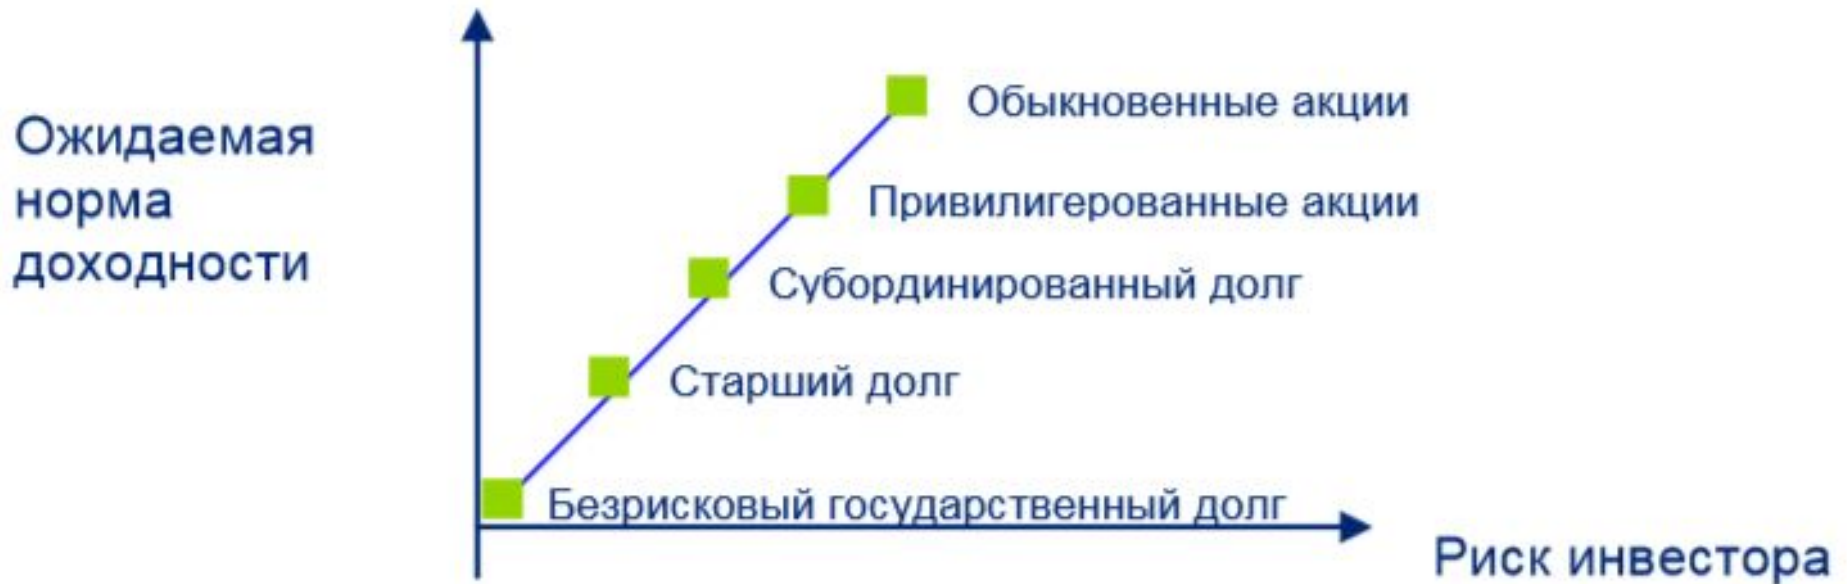 Обыкновенные акции
Ожидаемая
норма
доходности
Привилигерованные акции
Субординированный долг
Старший долг
Безрисковый государственный долг
Риск инвестора